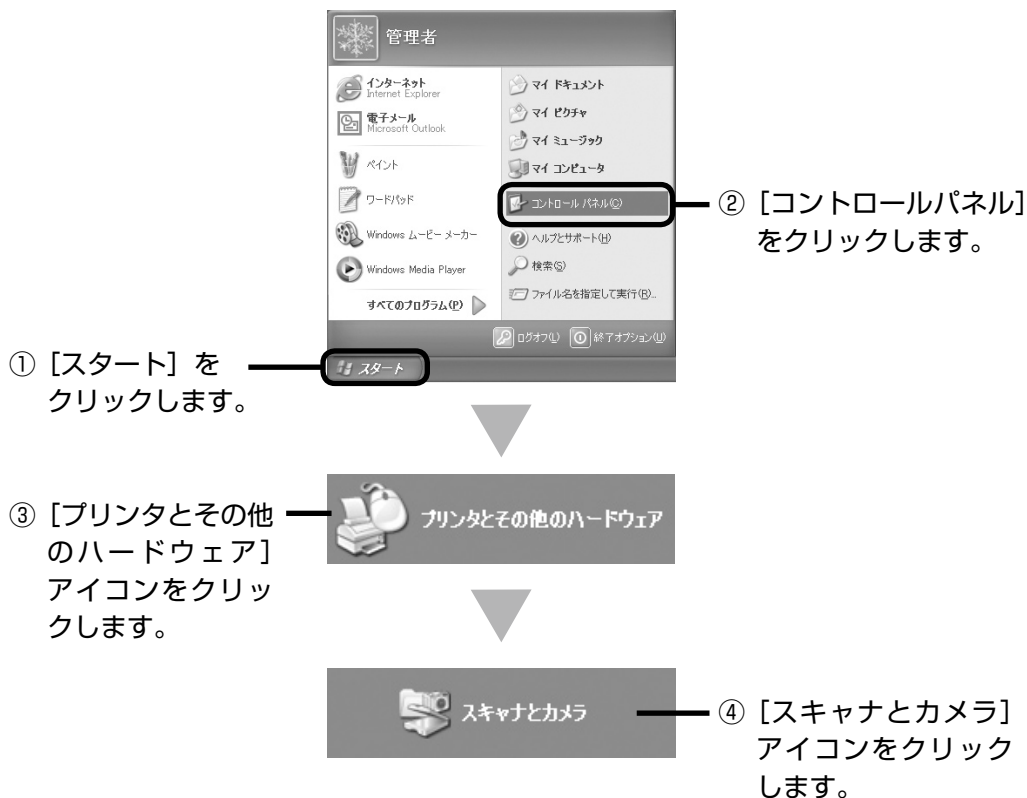 管理者
インターネット
Internet Explorer
電子メール
Microsoft Outlook
ペイント
ワードパッド
Windows ムービー メーカー
Windows Media Player
すべてのプログラム(P)
マイ ドキュメント
マイ ピクチャ
マイ ミュージック
マイ コンピュータ
コントロール パネル(C)
ヘルプとサポート(H)
検索(S)
ファイル名を指定して実行(R)...
ログオフ(L)
終了オプション(U)
スタート
① [スタート] を
クリックします。
② [コントロールパネル]
をクリックします。
③ [プリンタとその他
のハードウェア]
アイコンをクリッ
クします。
プリンタとその他のハードウェア
スキャナとカメラ
④ [スキャナとカメラ]
アイコンをクリック
します。